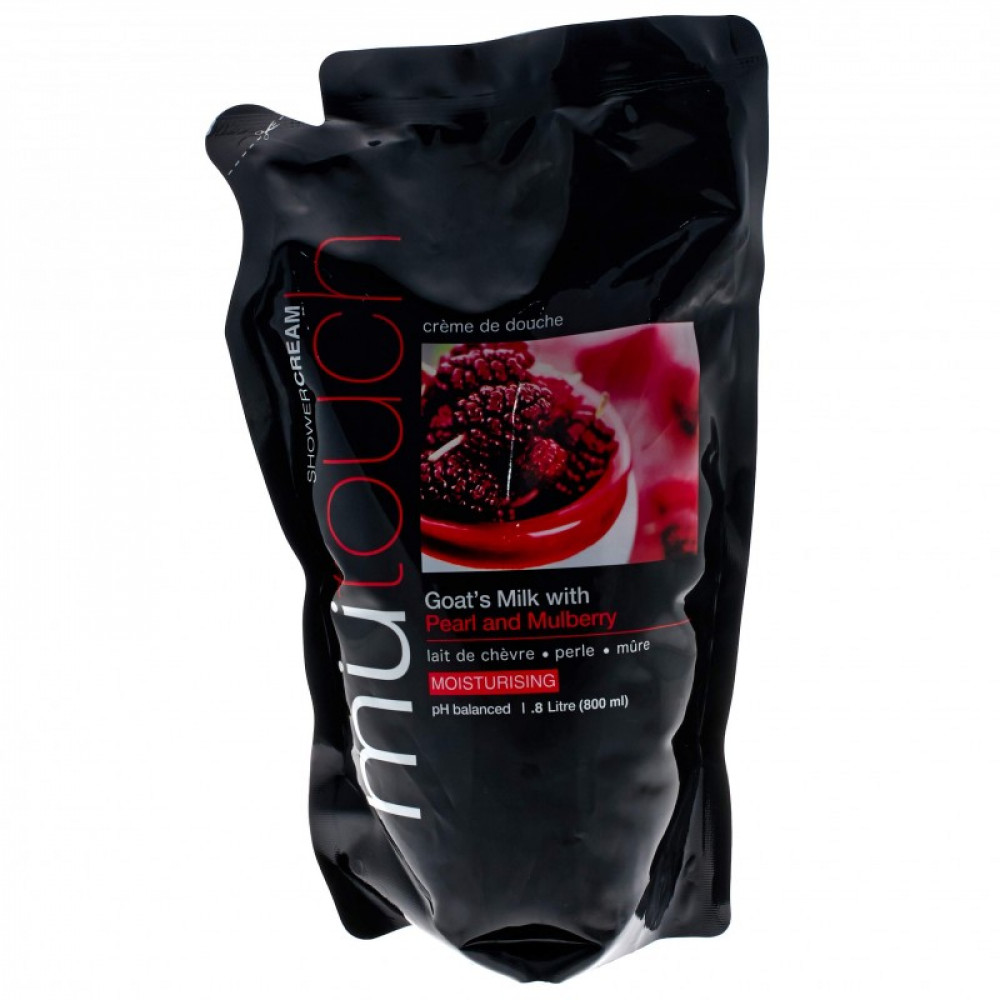 SHOWERCREAM
mütouch
crème de douche
Goat's Milk with
Pearl and Mulberry
lait de chèvre • perle • mûre
MOISTURISING
pH balanced | .8 Litre (800 ml)